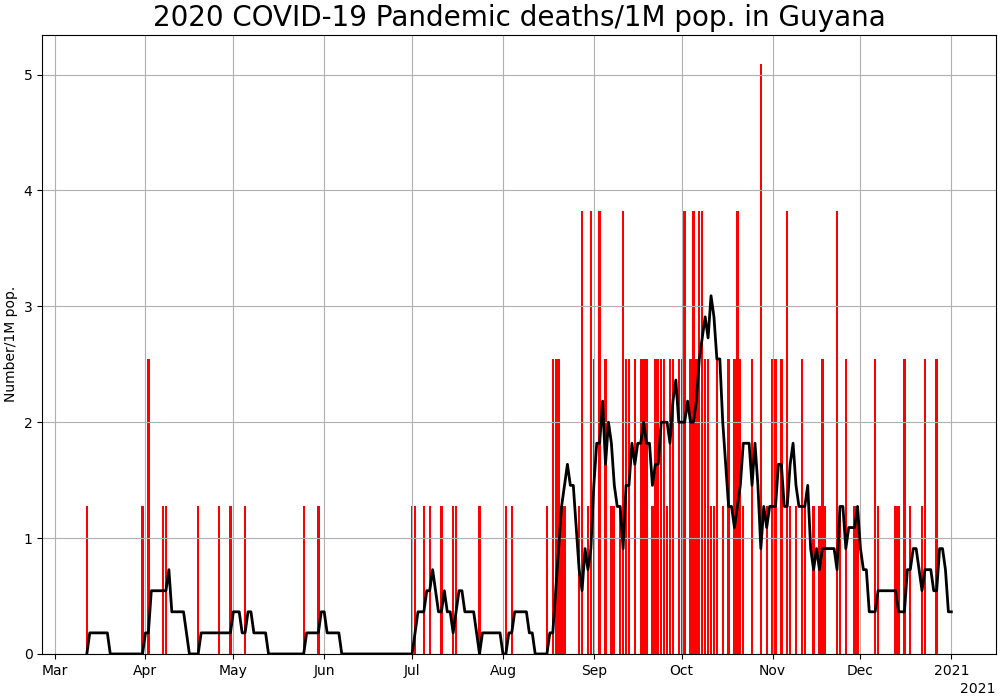 2020 COVID-19 Pandemic deaths/1M pop. in Guyana
Number/1M pop.
5
4
3
2
1
0
Mar Apr May Jun Jul Aug Sep Oct Nov Dec 2021
2021